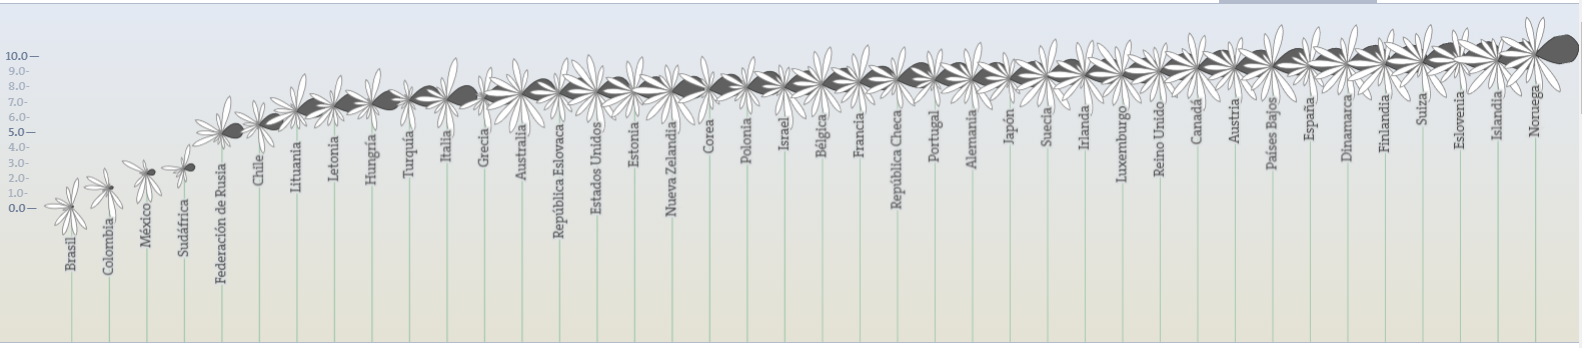 10.0
9.0
8.0
7.0
6.0
5.0
4.0
3.0
2.0
1.0
0.0
Brasil
Colombia
México
Sudáfrica
Federación de Rusia
Chile
Lituania
Letonia
Hungría
Turquía
Italia
Grecia
Australia
República Eslovaca
Estados Unidos
Estonia
Nueva Zelandia
Corea
Polonia
Israel
Bélgica
Francia
República Checa
Portugal
Alemania
Japón
Suecia
Irlanda
Luxemburgo
Reino Unido
Canadá
Austria
Países Bajos
España
Dinamarca
Finlandia
Suiza
Eslovenia
Islandia
Noruega